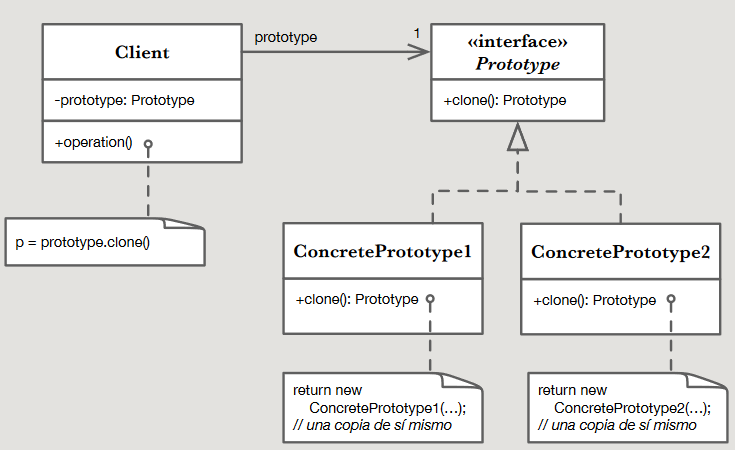 Client
-prototype: Prototype
+operation()
prototype
1
«interface»
Prototype
+clone(): Prototype
p = prototype.clone()
ConcretePrototype1
+clone(): Prototype
ConcretePrototype2
+clone(): Prototype
return new
ConcretePrototype1(…);
// una copia de sí mismo
return new
ConcretePrototype2(…);
// una copia de sí mismo